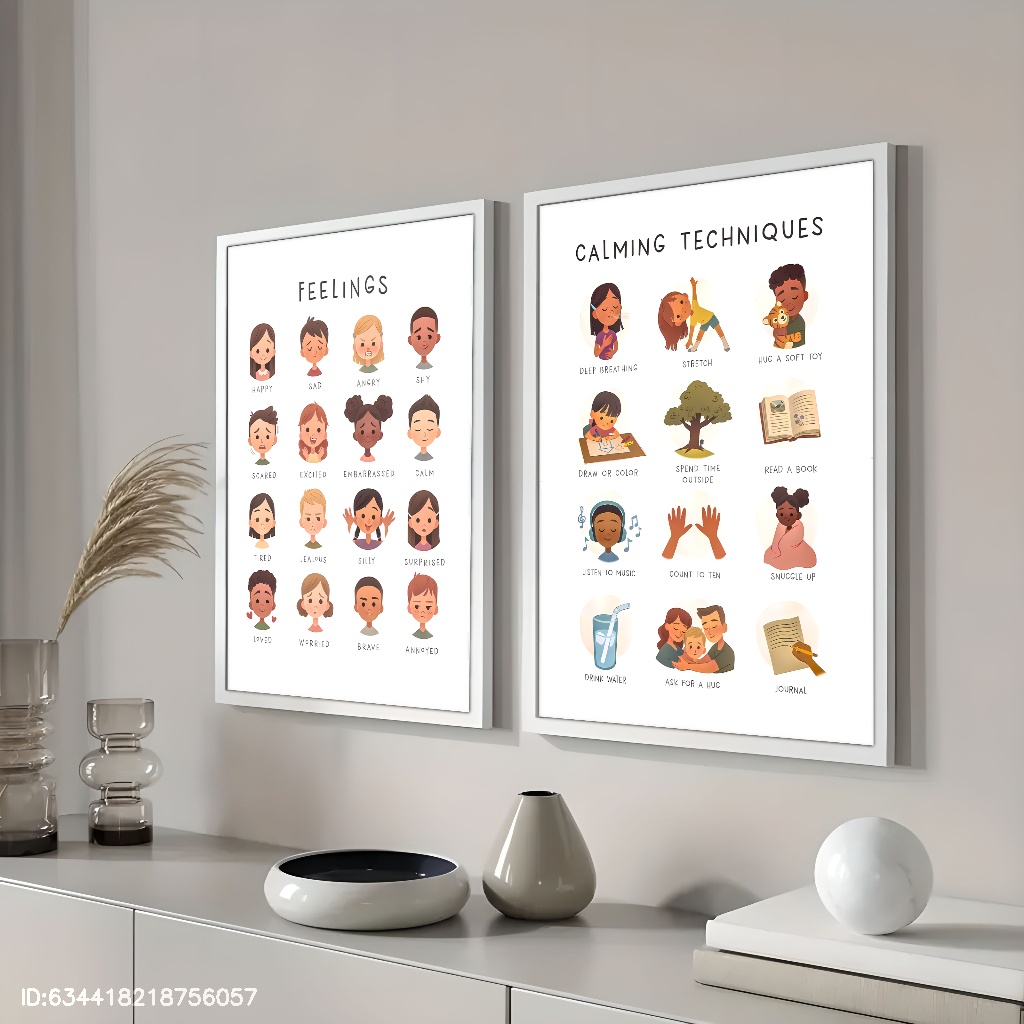 FEELINGS
HAPPY
SAD
ANGRY
SHY
SCARED
EXCITED
EMBARRASSED
CALM
TIRED
JEALOUS
SILLY
SURPRISED
LOVED
WORRIED
BRAVE
ANNOYED
CALMING TECHNIQUES
DEEP BREATHING
STRETCH
HUG A SOFT TOY
DRAW OR COLOR
SPEND TIME
OUTSIDE
READ A BOOK
LISTEN TO MUSIC
COUNT TO TEN
SNUGGLE UP
DRINK WATER
ASK FOR A HUG
JOURNAL
ID:634418218756057